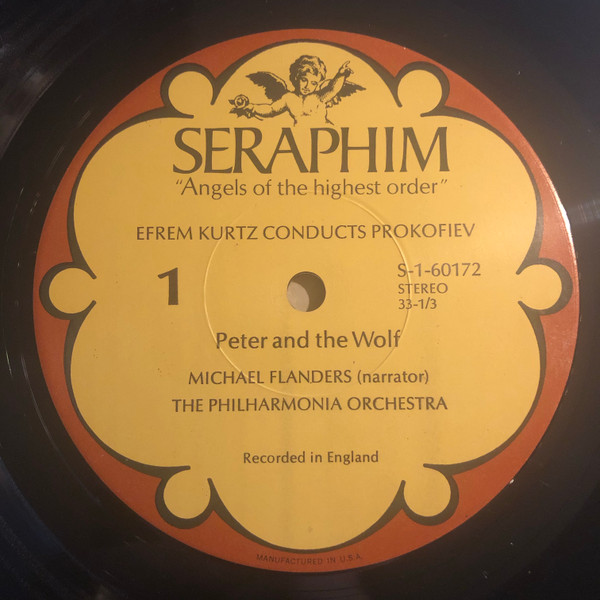 SERAPHIM
“Angels of the highest order”
EFREM KURTZ CONDUCTS PROKOFIEV
1
S-1-60172
STEREO
33-1/3
Peter and the Wolf
MICHAEL FLANDERS (narrator)
THE PHILHARMONIA ORCHESTRA
Recorded in England
MANUFACTURED IN U.S.A.